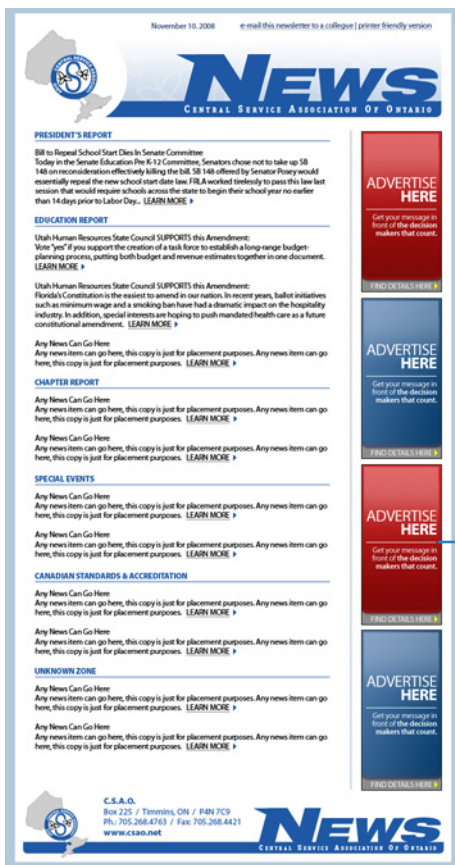 November 10, 2008
e-mail this newsletter to a collegue | printer friendly version
NEWS
CENTRAL SERVICE ASSOCIATION OF ONTARIO
PRESIDENT'S REPORT
Bill to Repeal School Start Dies In Senate Committee
Today in the Senate Education Pre K-12 Committee, Senators chose not to take up SB
148 on reconsideration effectively killing the bill. SB 148 offered by Senator Posey would
essentially repeal the new school start date law. FRLA worked tirelessly to pass this law last
session that would require schools across the state to begin their school year no earlier
than 14 days prior to Labor Day... LEARN MORE
EDUCATION REPORT
Utah Human Resources State Council SUPPORTS this Amendment:
Vote "yes" if you support the creation of a task force to establish a long-range budget-
planning process, putting both budget and revenue estimates together in one document.
LEARN MORE
Utah Human Resources State Council SUPPORTS this Amendment:
Florida's Constitution is the easiest to amend in our nation. In recent years, ballot initiatives
such as minimum wage and a smoking ban have had a dramatic impact on the hospitality
industry. In addition, special interests are hoping to push mandated health care as a future
constitutional amendment. LEARN MORE
Any News Can Go Here
Any news item can go here, this copy is just for placement purposes. Any news item can go
here, this copy is just for placement purposes. LEARN MORE
CHAPTER REPORT
Any News Can Go Here
Any news item can go here, this copy is just for placement purposes. Any news item can go
here, this copy is just for placement purposes. LEARN MORE
Any News Can Go Here
Any news item can go here, this copy is just for placement purposes. Any news item can go
here, this copy is just for placement purposes. LEARN MORE
SPECIAL EVENTS
Any News Can Go Here
Any news item can go here, this copy is just for placement purposes. Any news item can go
here, this copy is just for placement purposes. LEARN MORE
Any News Can Go Here
Any news item can go here, this copy is just for placement purposes. Any news item can go
here, this copy is just for placement purposes. LEARN MORE
CANADIAN STANDARDS & ACCREDITATION
Any News Can Go Here
Any news item can go here, this copy is just for placement purposes. Any news item can go
here, this copy is just for placement purposes. LEARN MORE
Any News Can Go Here
Any news item can go here, this copy is just for placement purposes. Any news item can go
here, this copy is just for placement purposes. LEARN MORE
UNKNOWN ZONE
Any News Can Go Here
Any news item can go here, this copy is just for placement purposes. Any news item can go
here, this copy is just for placement purposes. LEARN MORE
Any News Can Go Here
Any news item can go here, this copy is just for placement purposes. Any news item can go
here, this copy is just for placement purposes. LEARN MORE
ADVERTISE
HERE
Get your message in
front of the decision
makers that count.
FIND DETAILS HERE
ADVERTISE
HERE
Get your message in
front of the decision
makers that count.
FIND DETAILS HERE
ADVERTISE
HERE
Get your message in
front of the decision
makers that count.
FIND DETAILS HERE
ADVERTISE
HERE
Get your message in
front of the decision
makers that count.
FIND DETAILS HERE
C.S.A.O.
Box 225 / Timmins, ON / P4N 7C9
Ph.: 705.268.4763 / Fax: 705.268.4421
www.csao.net
NEWS
CENTRAL SERVICE ASSOCIATION OF ONTARIO